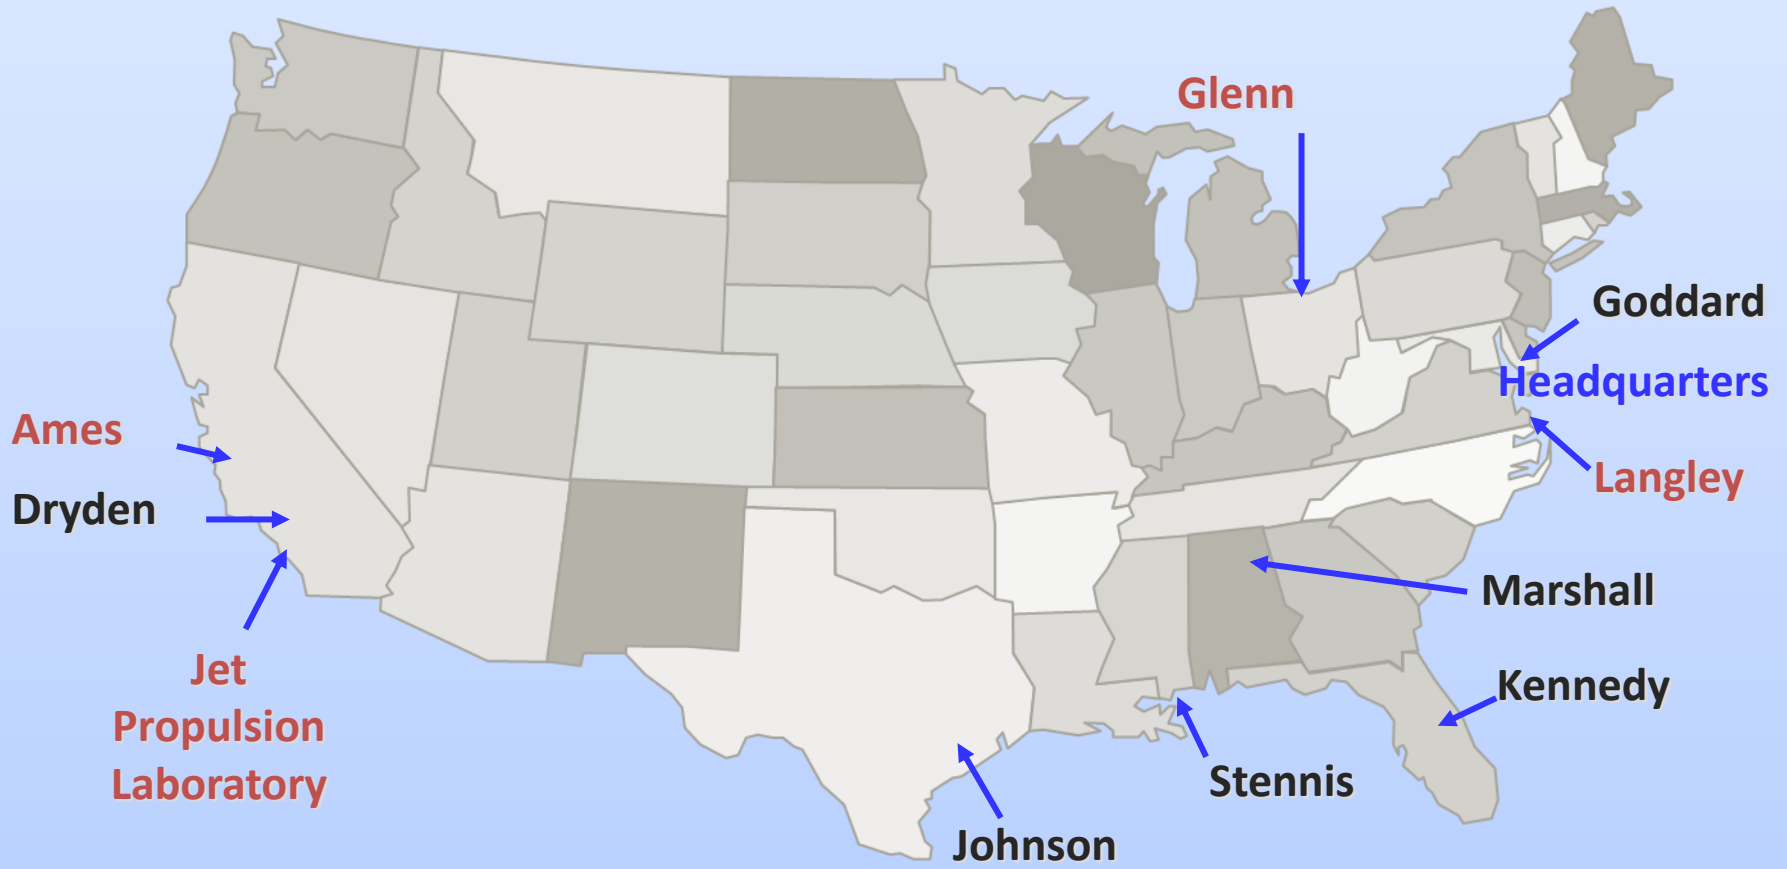 Glenn
Goddard
Headquarters
Ames
Langley
Dryden
Marshall
Jet
Propulsion
Laboratory
Kennedy
Stennis
Johnson